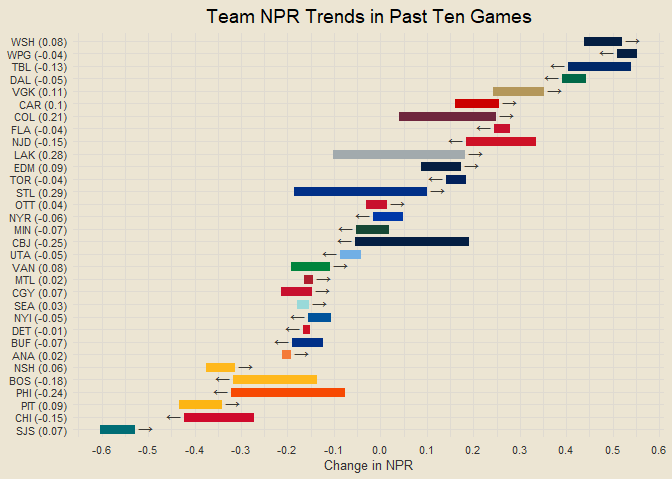 Team NPR Trends in Past Ten Games
WSH (0.08)
WPG (-0.04)
TBL (-0.13)
DAL (-0.05)
VGK (0.11)
CAR (0.1)
COL (0.21)
FLA (-0.04)
NJD (-0.15)
LAK (0.28)
EDM (0.09)
TOR (-0.04)
STL (0.29)
OTT (0.04)
NYR (-0.06)
MIN (-0.07)
CBJ (-0.25)
UTA (-0.05)
VAN (0.08)
MTL (0.02)
CGY (0.07)
SEA (0.03)
NYI (-0.05)
DET (-0.01)
BUF (-0.07)
ANA (0.02)
NSH (0.06)
BOS (-0.18)
PHI (-0.24)
PIT (0.09)
CHI (-0.15)
SJS (0.07)
-0.6 -0.5 -0.4 -0.3 -0.2 -0.1 0.0 0.1 0.2 0.3 0.4 0.5 0.6
Change in NPR